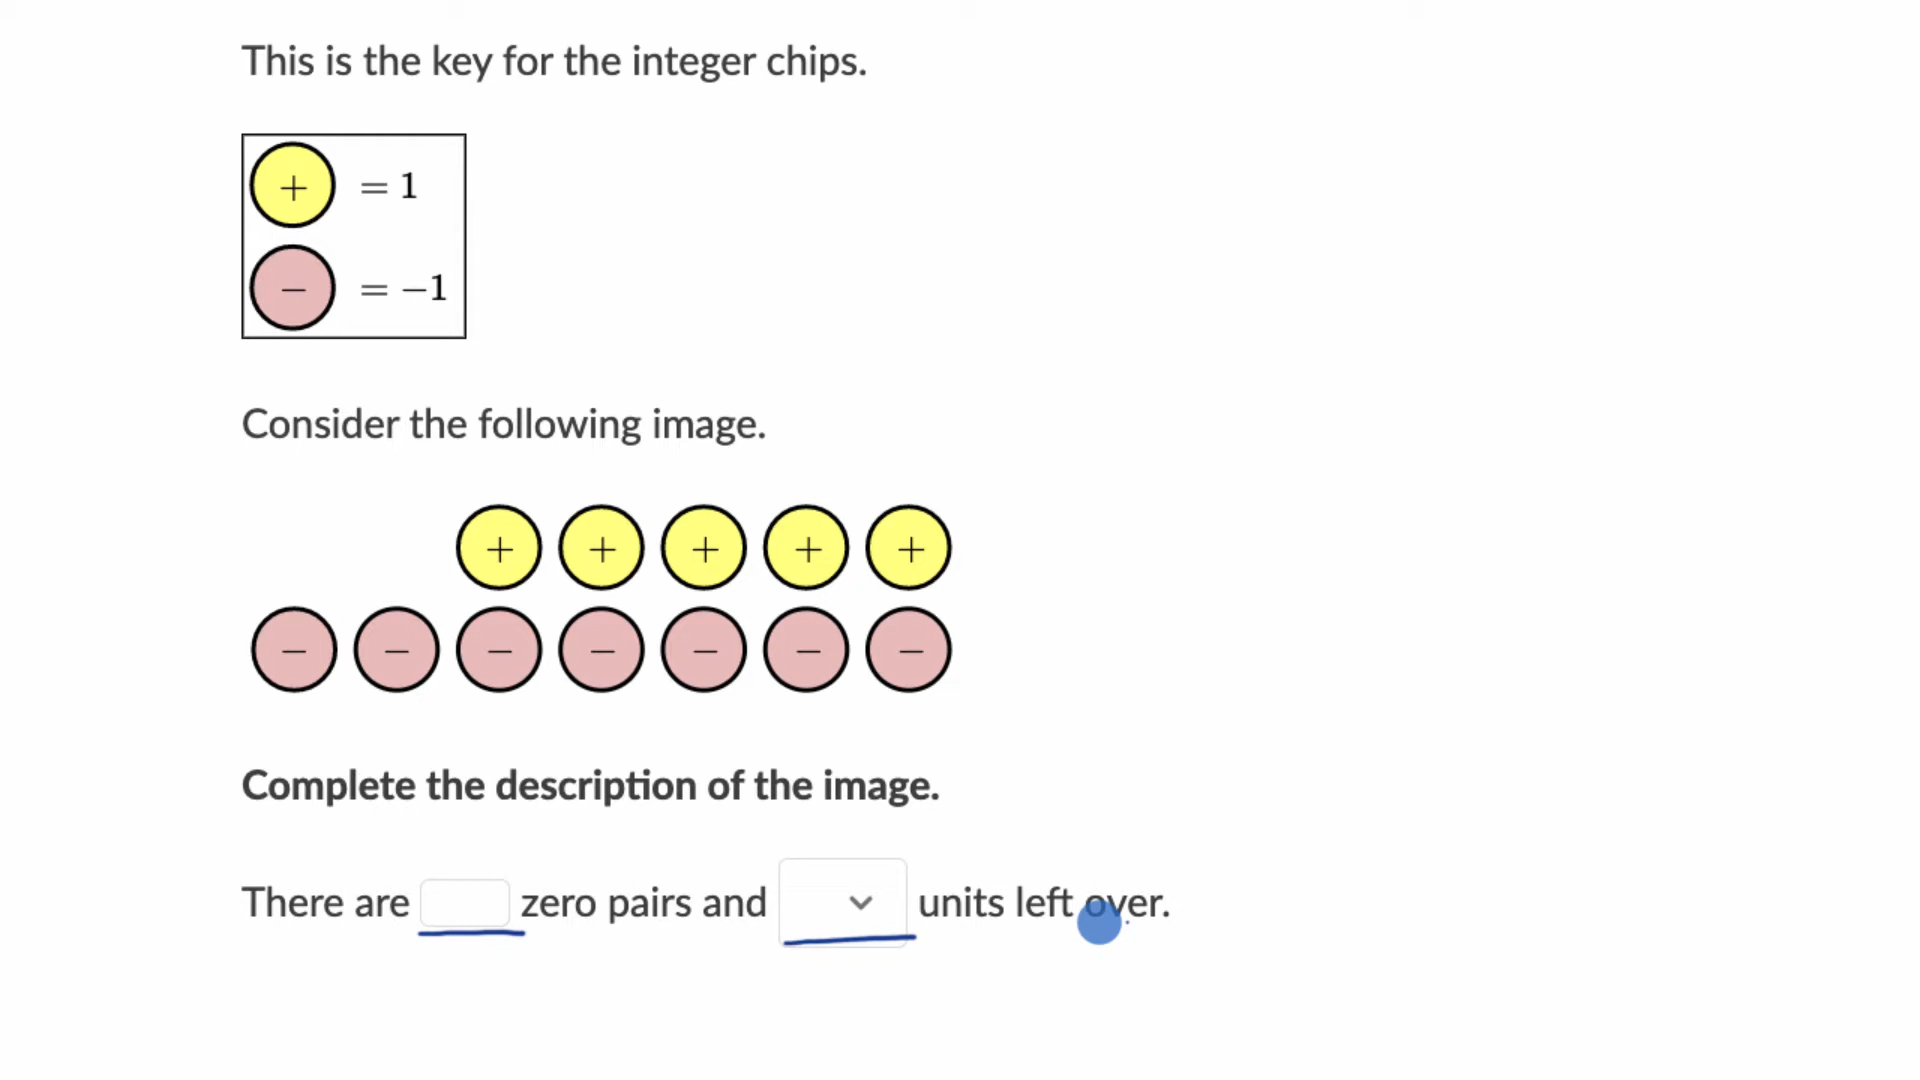 This is the key for the integer chips.
+ = 1
− = −1
Consider the following image.
+ + + + +
− − − − − − −
Complete the description of the image.
There are zero pairs and units left over.